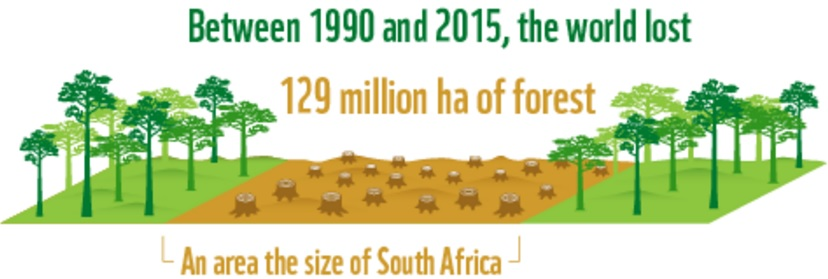 Between 1990 and 2015, the world lost
129 million ha of forest
An area the size of South Africa